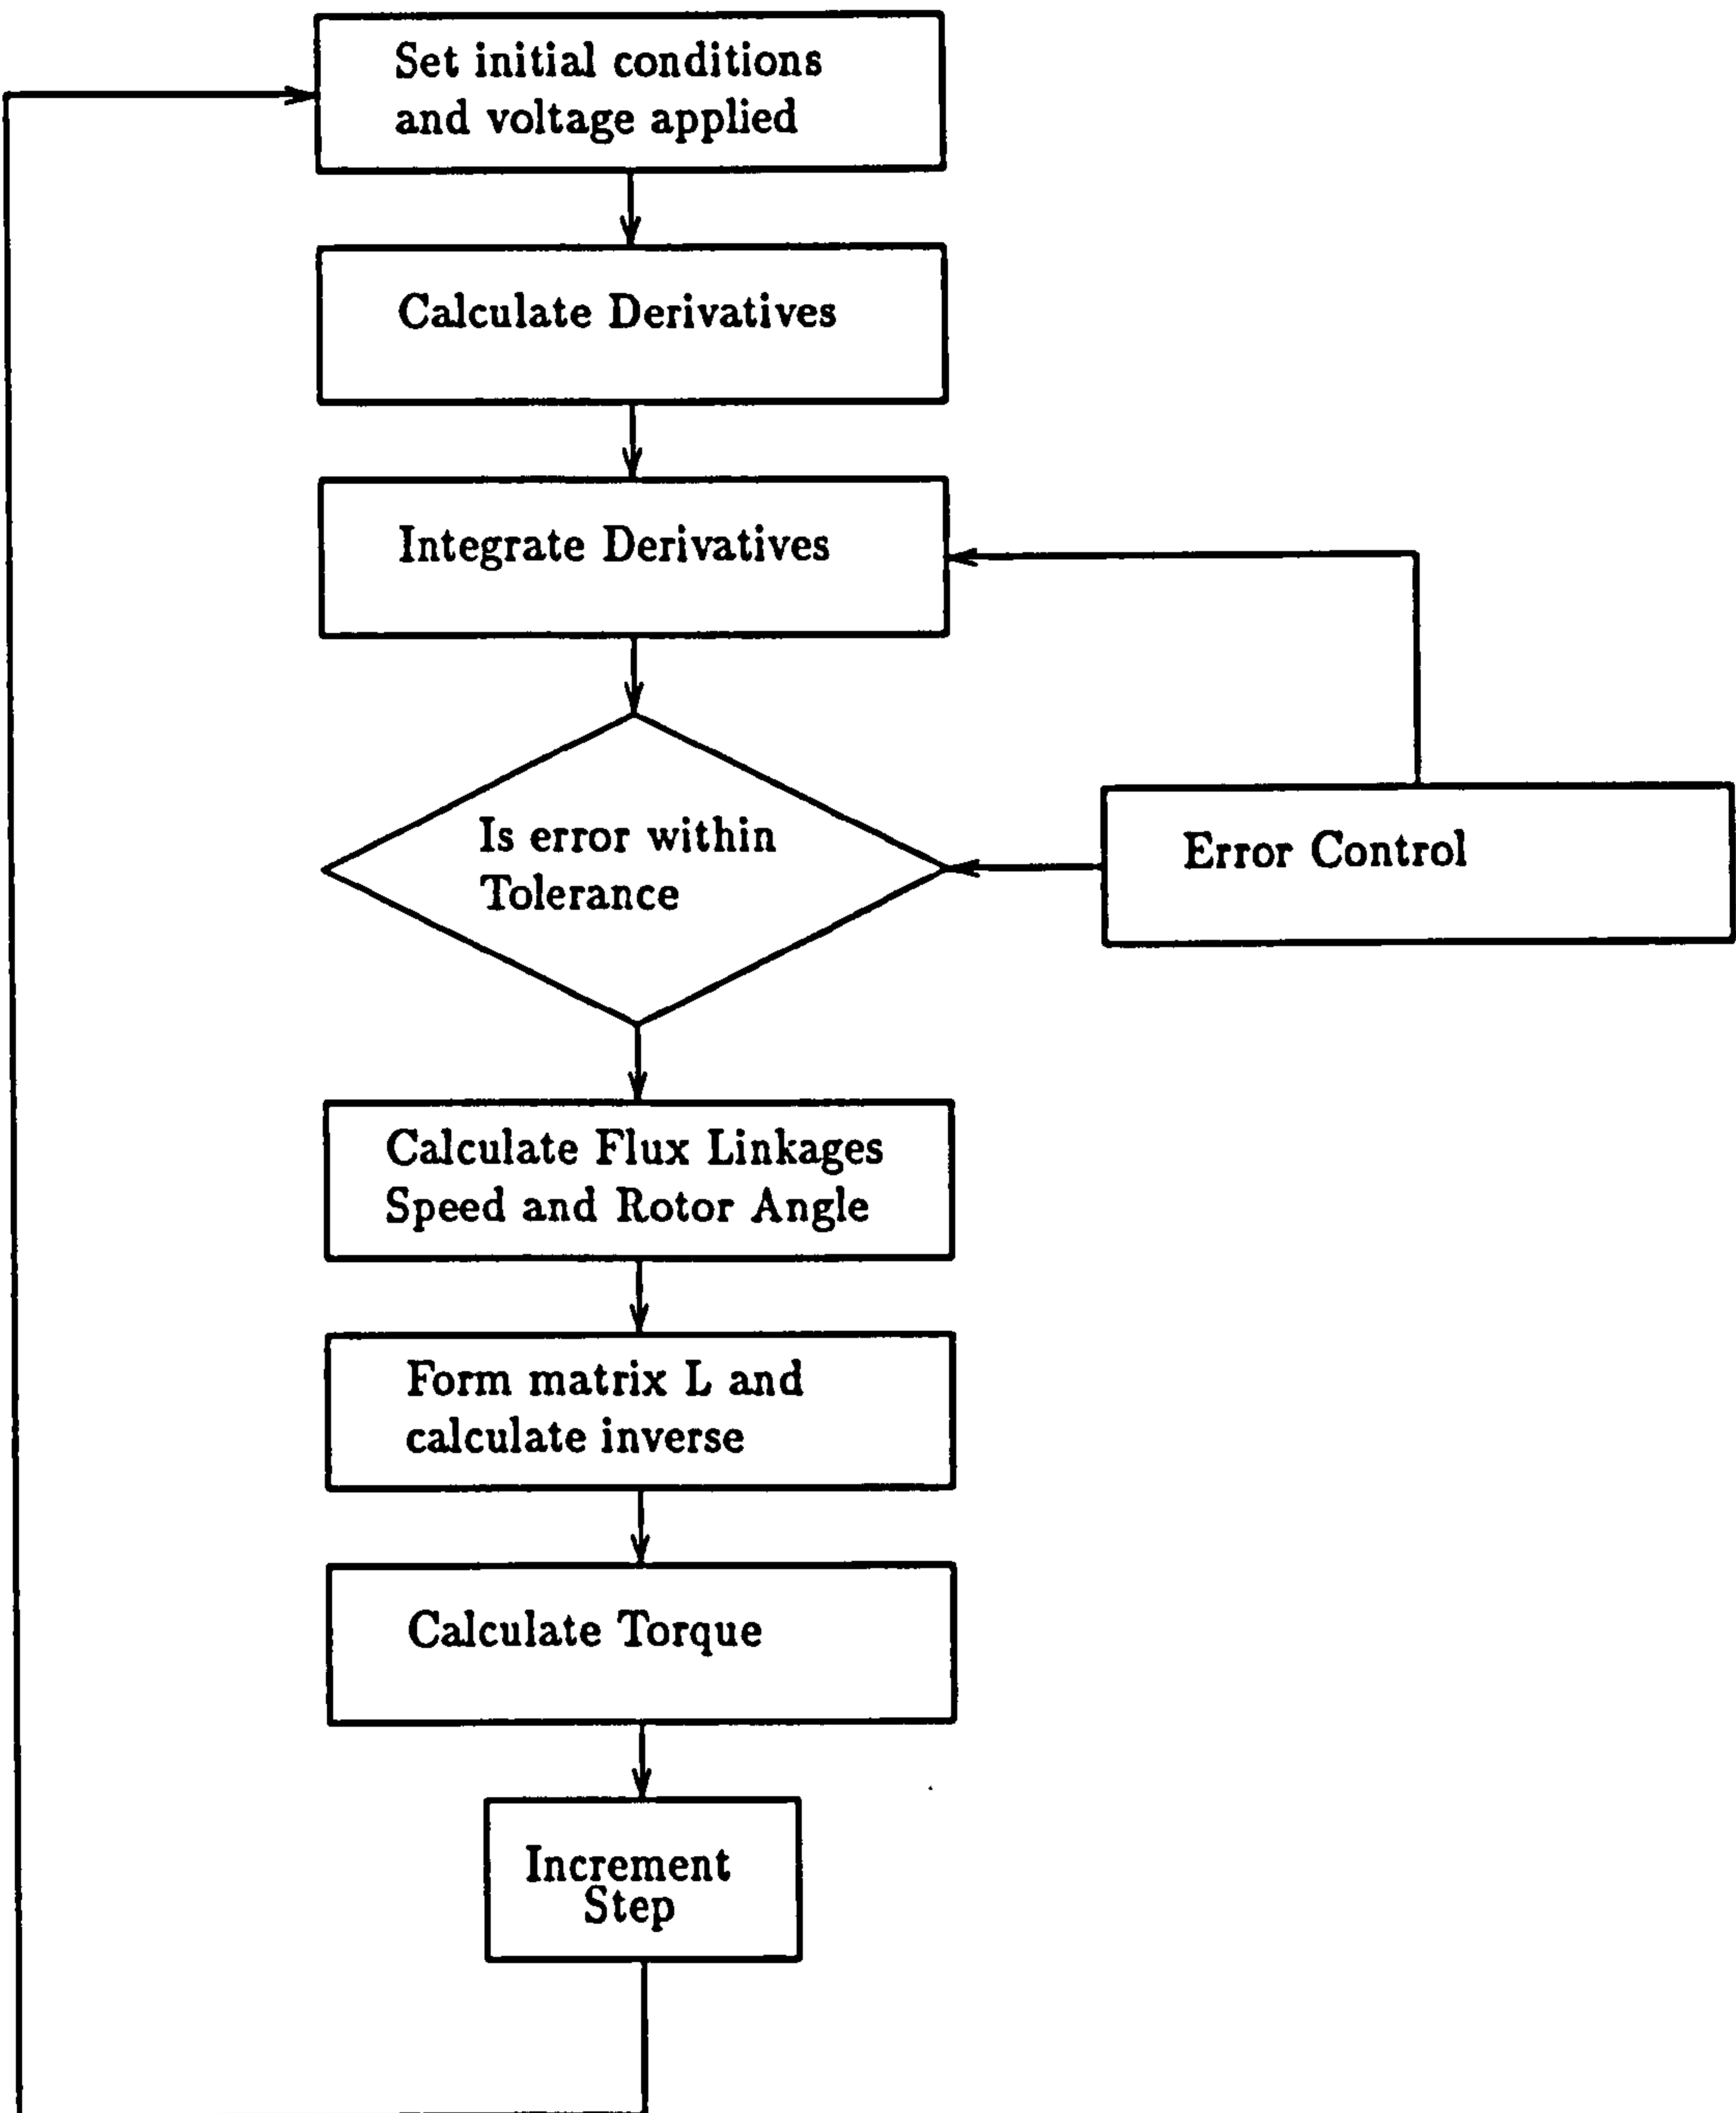 Set initial conditions
and voltage applied
Calculate Derivatives
Integrate Derivatives
Is error within
Tolerance
Error Control
Calculate Flux Linkages
Speed and Rotor Angle
Form matrix L and
calculate inverse
Calculate Torque
Increment
Step